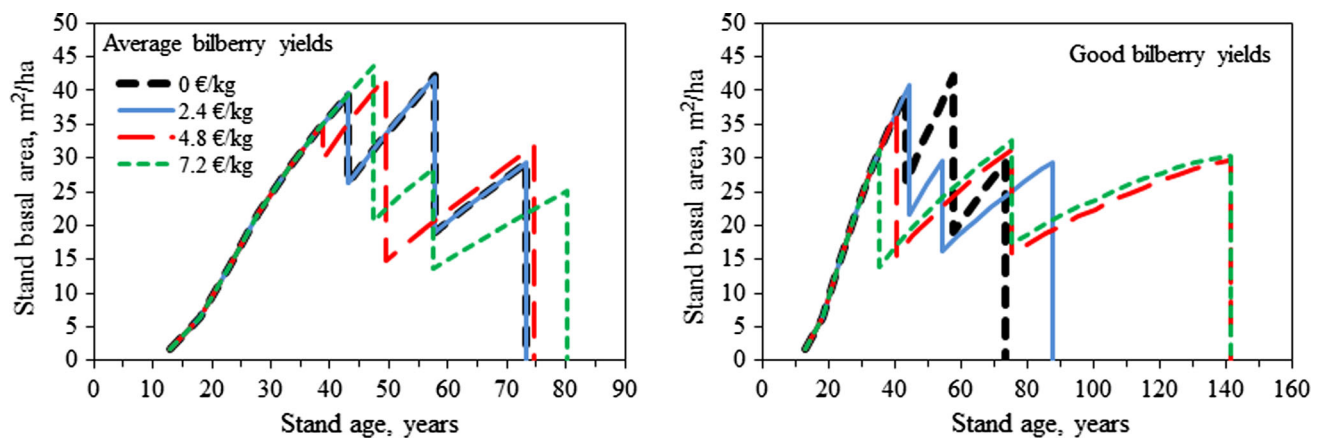 Average bilberry yields
0 €/kg
2.4 €/kg
4.8 €/kg
7.2 €/kg
Stand basal area, m²/ha
50
45
40
35
30
25
20
15
10
5
0
0 10 20 30 40 50 60 70 80 90
Stand age, years
Good bilberry yields
Stand basal area, m²/ha
50
45
40
35
30
25
20
15
10
5
0
0 20 40 60 80 100 120 140 160
Stand age, years